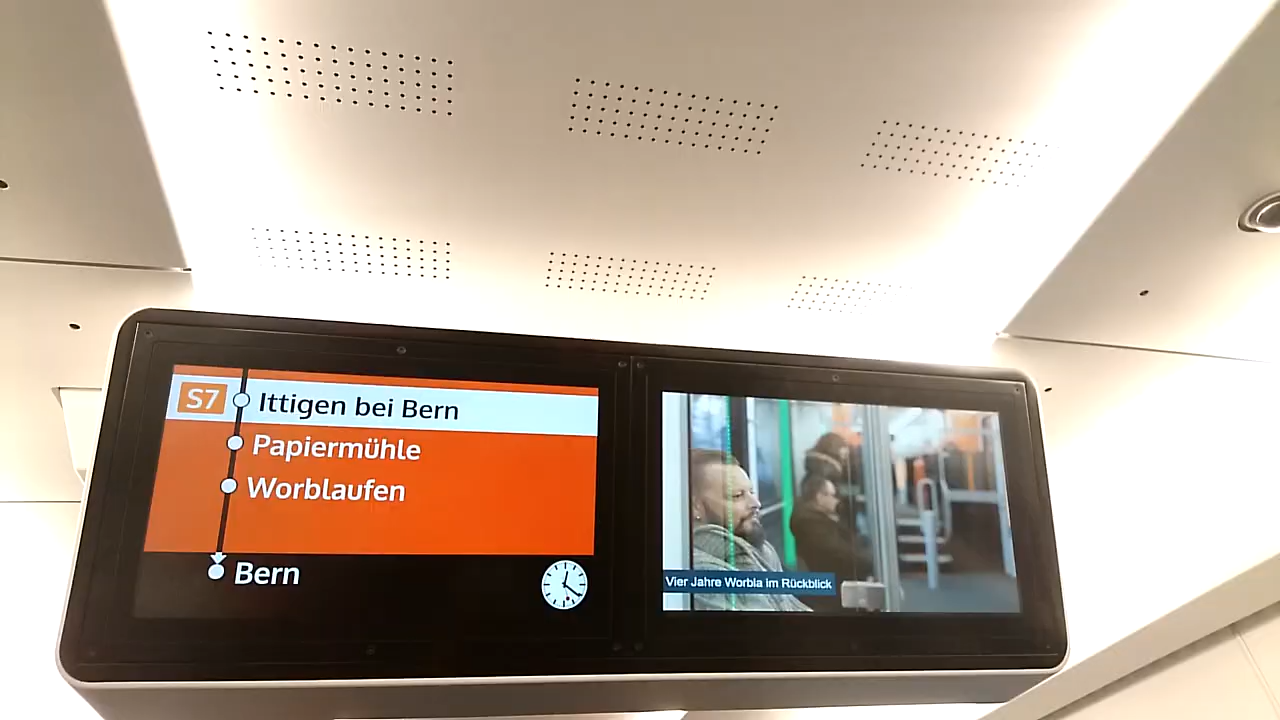 S7 Ittigen bei Bern
Papiermühle
Worblaufen
Bern
Vier Jahre Worbla im Rückblick